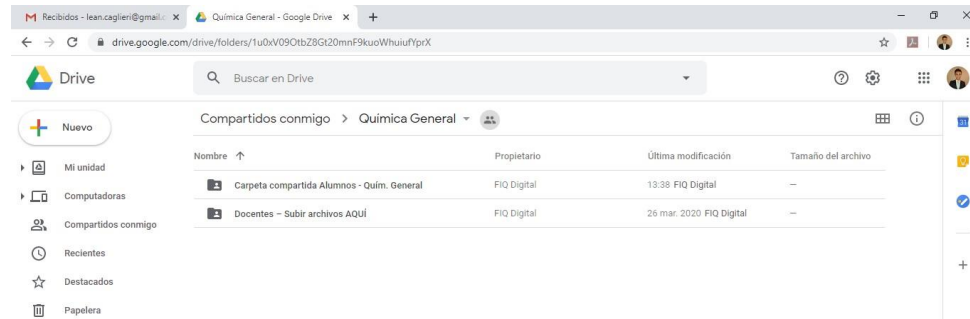 Recibidos - lean.caglieri@gmail.c
Química General - Google Drive
drive.google.com/drive/folders/1u0xV09OtbZ8Gt20mnF9kuoWhuiufYprX
Drive
Buscar en Drive
Nuevo
Compartidos conmigo > Química General
Nombre Propietario Última modificación Tamaño del archivo
Mi unidad
Carpeta compartida Alumnos - Quím. General FIQ Digital 13:38 FIQ Digital —
Computadoras
Docentes – Subir archivos AQUÍ FIQ Digital 26 mar. 2020 FIQ Digital —
Compartidos conmigo
Recientes
Destacados
Papelera
31